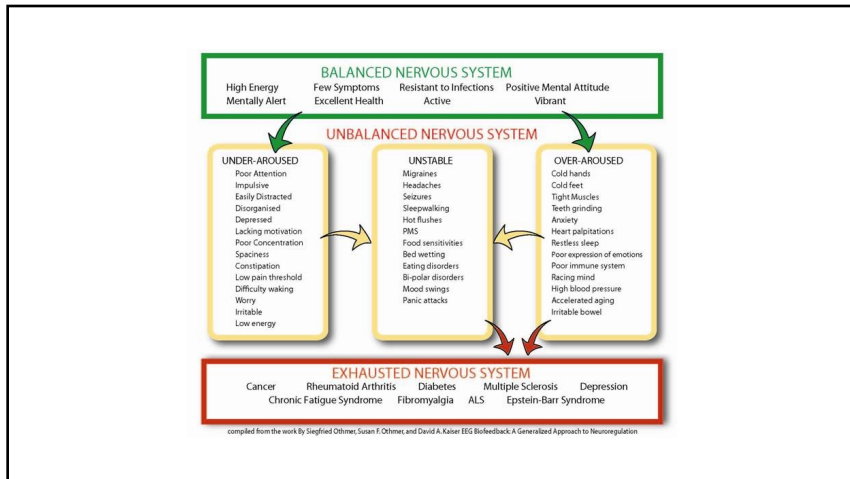 BALANCED NERVOUS SYSTEM
High Energy Few Symptoms Resistant to Infections Positive Mental Attitude
Mentally Alert Excellent Health Active Vibrant
UNBALANCED NERVOUS SYSTEM
UNDER-AROUSED
Poor Attention
Impulsive
Easily Distracted
Disorganised
Depressed
Lacking motivation
Poor Concentration
Spaciness
Constipation
Low pain threshold
Difficulty waking
Worry
Irritable
Low energy
UNSTABLE
Migraines
Headaches
Seizures
Sleepwalking
Hot flushes
PMS
Food sensitivities
Bed wetting
Eating disorders
Bi-polar disorders
Mood swings
Panic attacks
OVER-AROUSED
Cold hands
Cold feet
Tight Muscles
Teeth grinding
Anxiety
Heart palpitations
Restless sleep
Poor expression of emotions
Poor immune system
Racing mind
High blood pressure
Accelerated aging
Irritable bowel
EXHAUSTED NERVOUS SYSTEM
Cancer Rheumatoid Arthritis Diabetes Multiple Sclerosis Depression
Chronic Fatigue Syndrome Fibromyalgia ALS Epstein-Barr Syndrome
compiled from the work By Siegfried Othmer, Susan F. Othmer, and David A. Kaiser EEG Biofeedback: A Generalized Approach to Neuroregulation